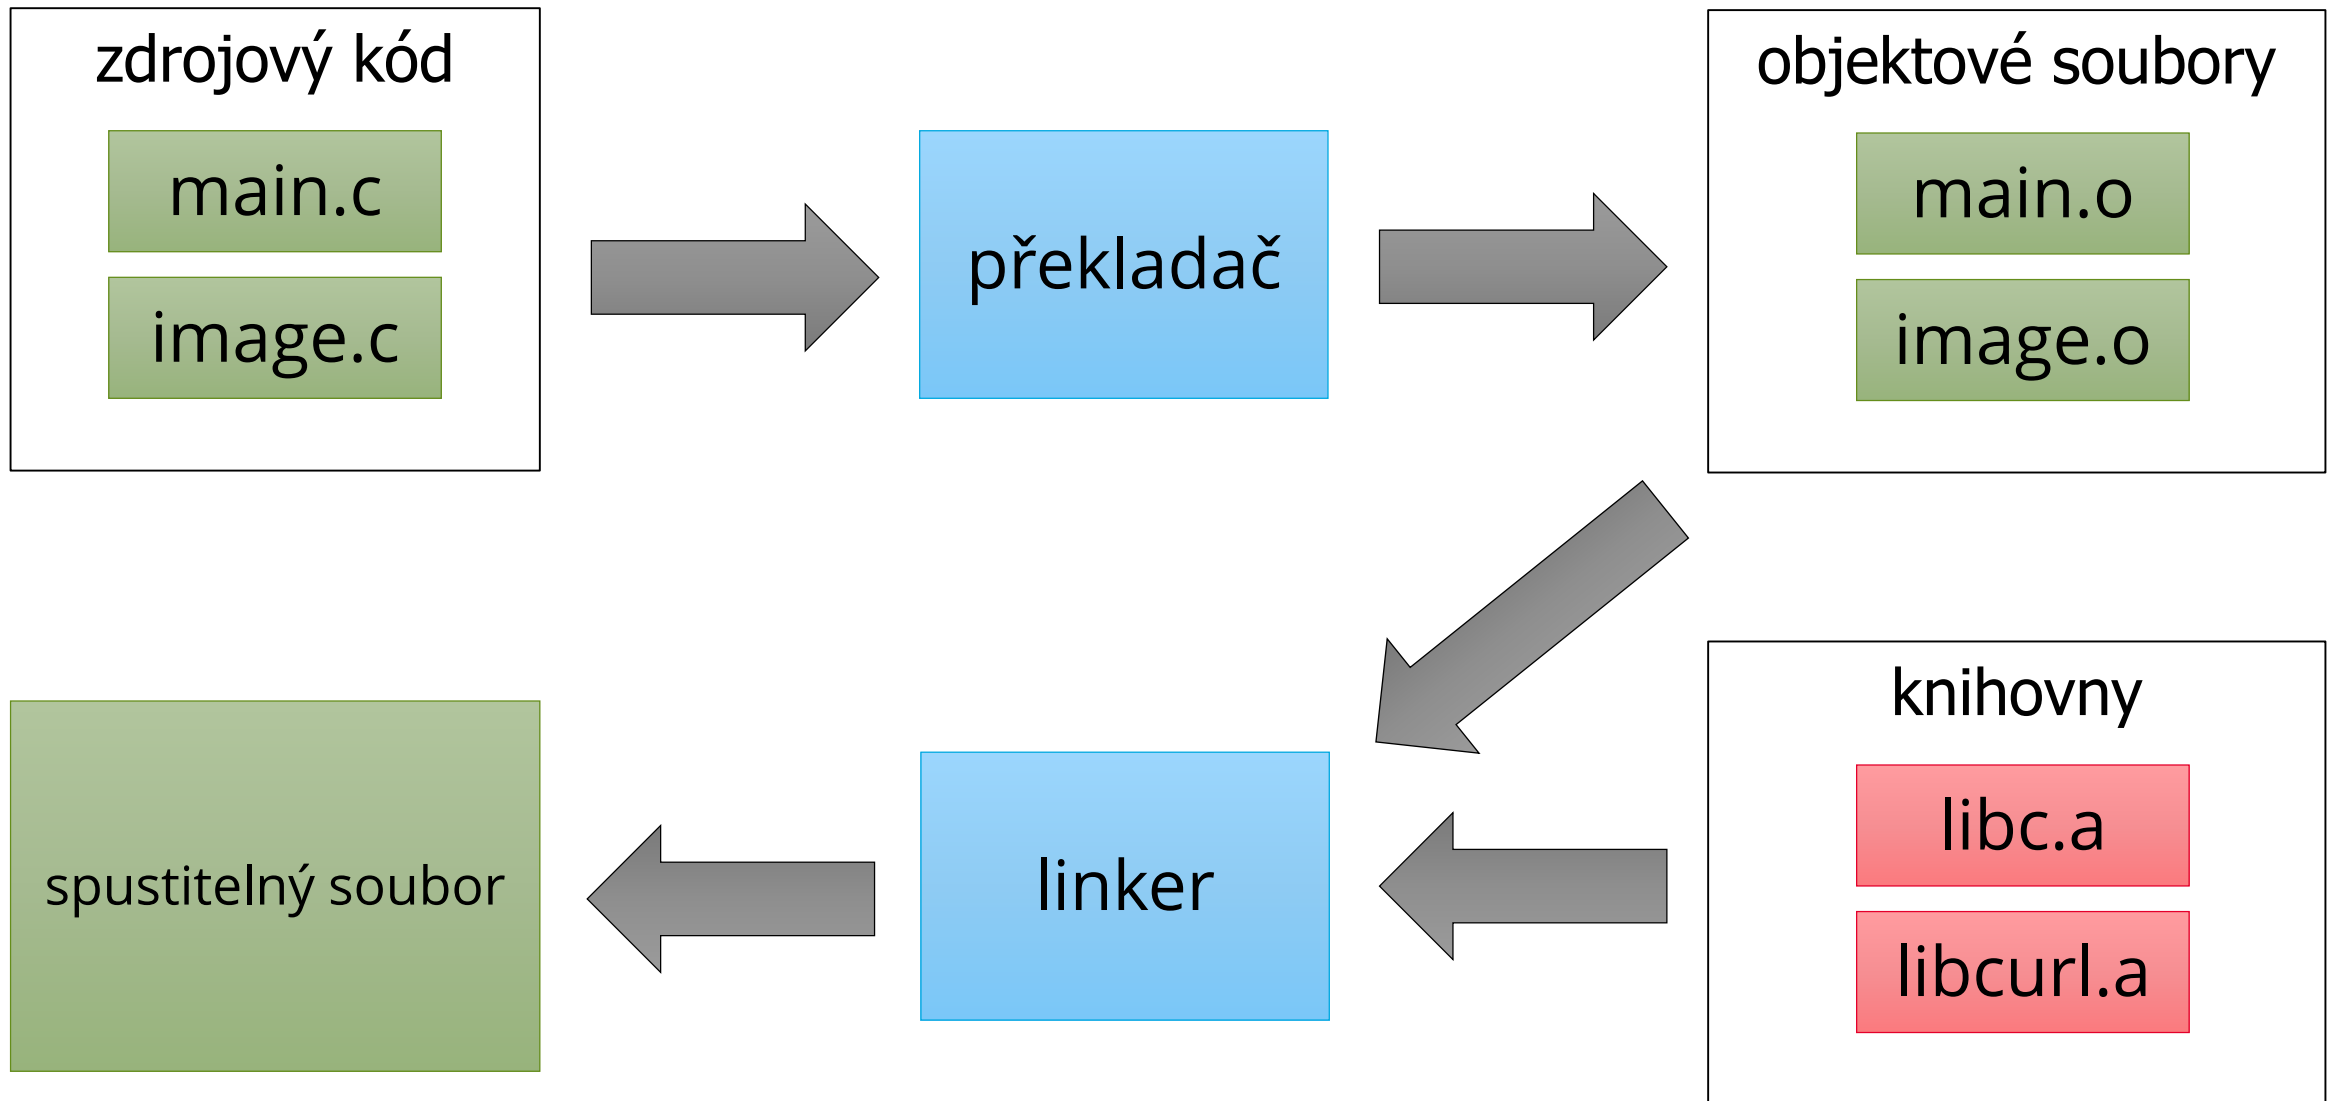 zdrojový kód
main.c
image.c
překladač
objektové soubory
main.o
image.o
knihovny
libc.a
libcurl.a
linker
spustitelný soubor